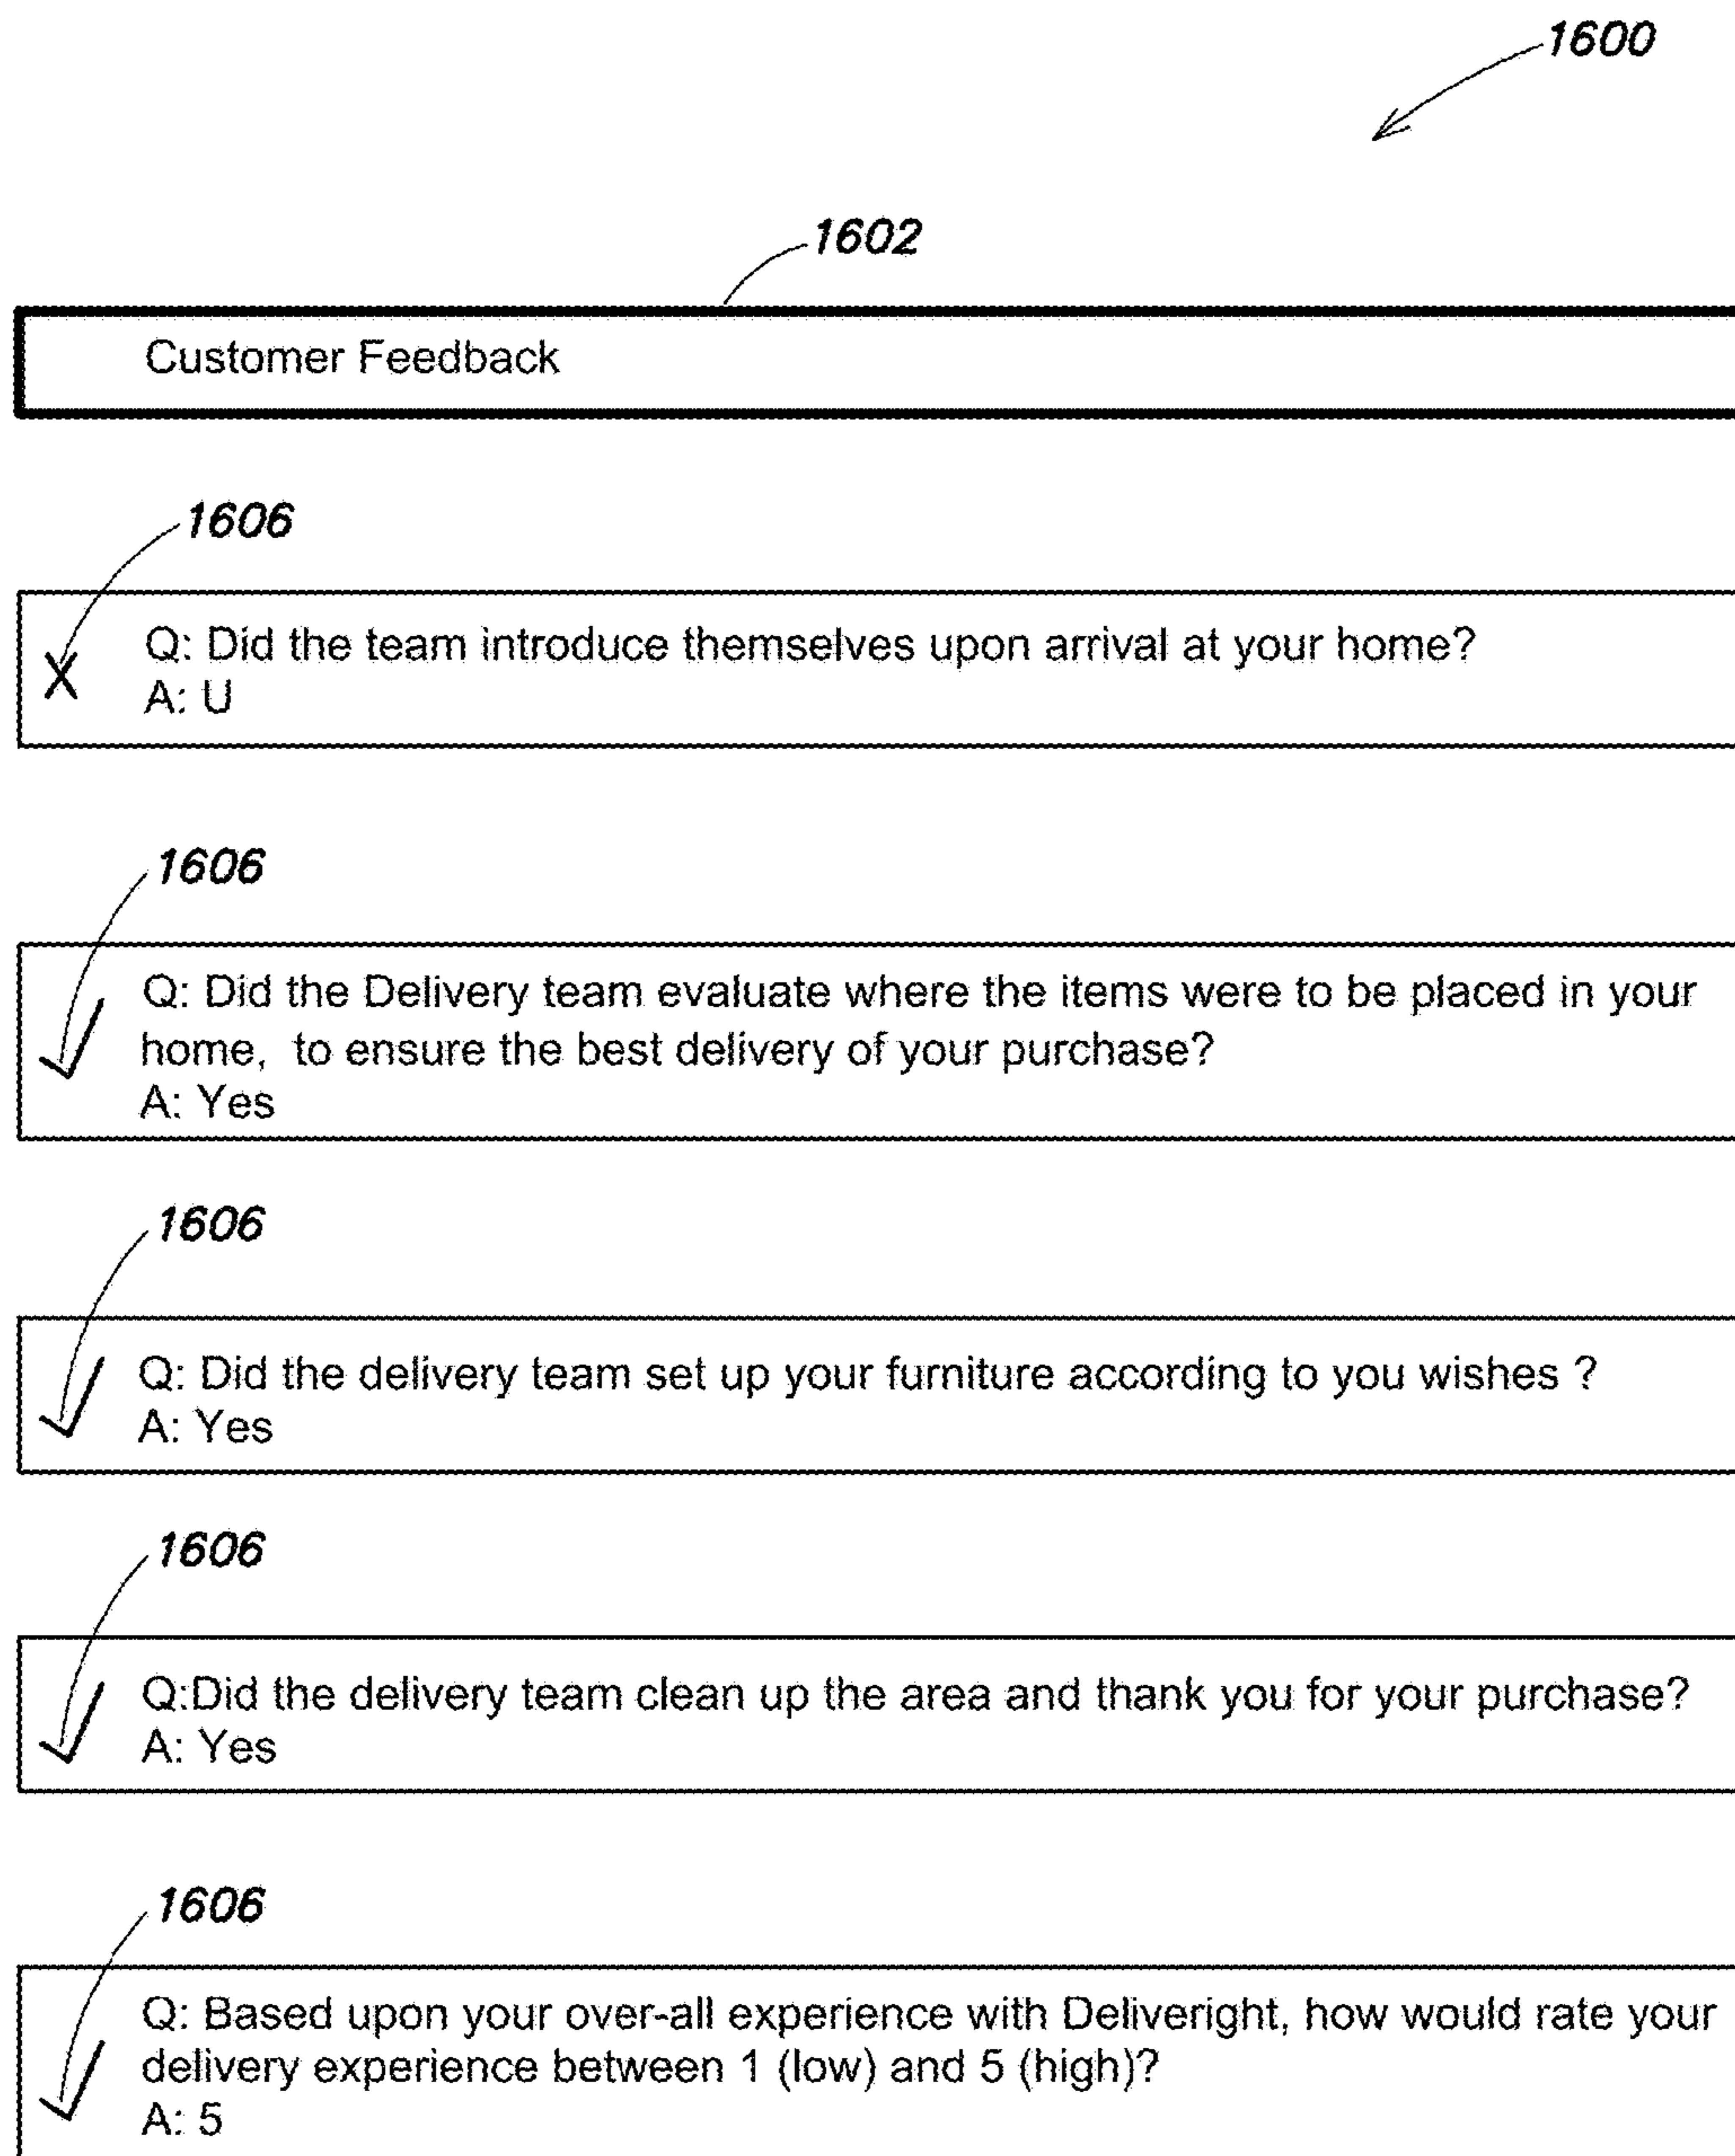 1600
1602
Customer Feedback
1606
X
Q: Did the team introduce themselves upon arrival at your home?
A: U
1606
Q: Did the Delivery team evaluate where the items were to be placed in your
home, to ensure the best delivery of your purchase?
A: Yes
1606
Q: Did the delivery team set up your furniture according to you wishes ?
A: Yes
1606
Q:Did the delivery team clean up the area and thank you for your purchase?
A: Yes
1606
Q: Based upon your over-all experience with Deliveright, how would rate your
delivery experience between 1 (low) and 5 (high)?
A: 5